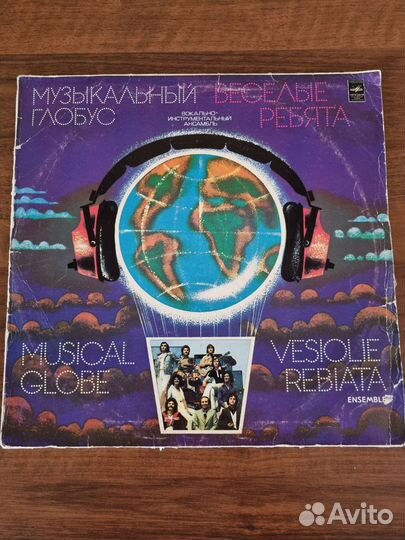 МУЗЫКАЛЬНЫЙ
ГЛОБУС
ВЕСЕЛЫЕ
РЕБЯТА
ВОКАЛЬНО-
ИНСТРУМЕНТАЛЬНЫЙ
АНСАМБЛЬ
MUSICAL
GLOBE
VESIOLIE
REBIATA
ENSEMBLE
Avito